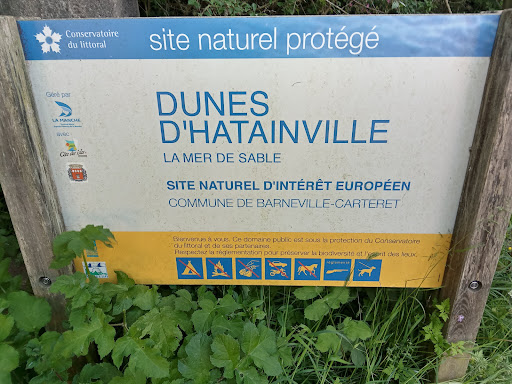 Conservatoire
du littoral
site naturel protégé
Géré par
LA MANCHE
avec
DUNES
D'HATAINVILLE
LA MER DE SABLE
SITE NATUREL D'INTÉRÊT EUROPÉEN
COMMUNE DE BARNEVILLE-CARTERET
Bienvenue à vous. Ce domaine public est sous la protection du Conservatoire
du littoral et de ses partenaires.
Respectez la réglementation pour préserver la biodiversité et l'esprit des lieux.